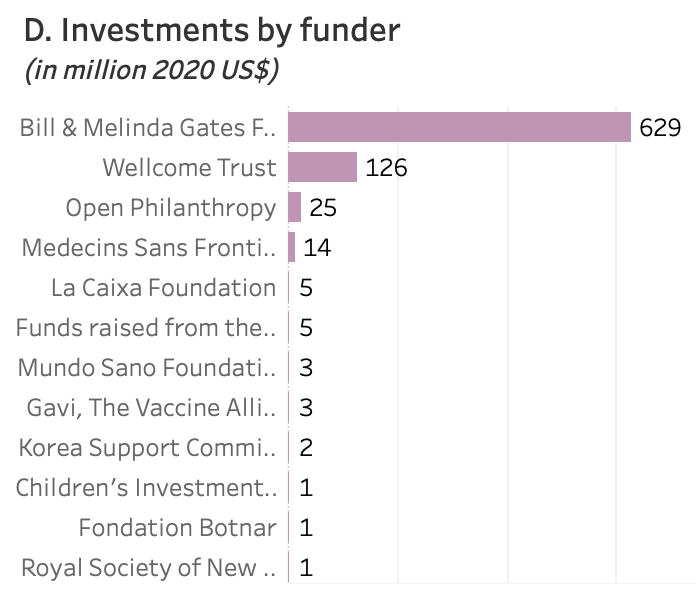 D. Investments by funder
(in million 2020 US$)
Bill & Melinda Gates F.. 629
Wellcome Trust 126
Open Philanthropy 25
Medecins Sans Fronti.. 14
La Caixa Foundation 5
Funds raised from the.. 5
Mundo Sano Foundati.. 3
Gavi, The Vaccine Alli.. 3
Korea Support Commi.. 2
Children’s Investment.. 1
Fondation Botnar 1
Royal Society of New .. 1